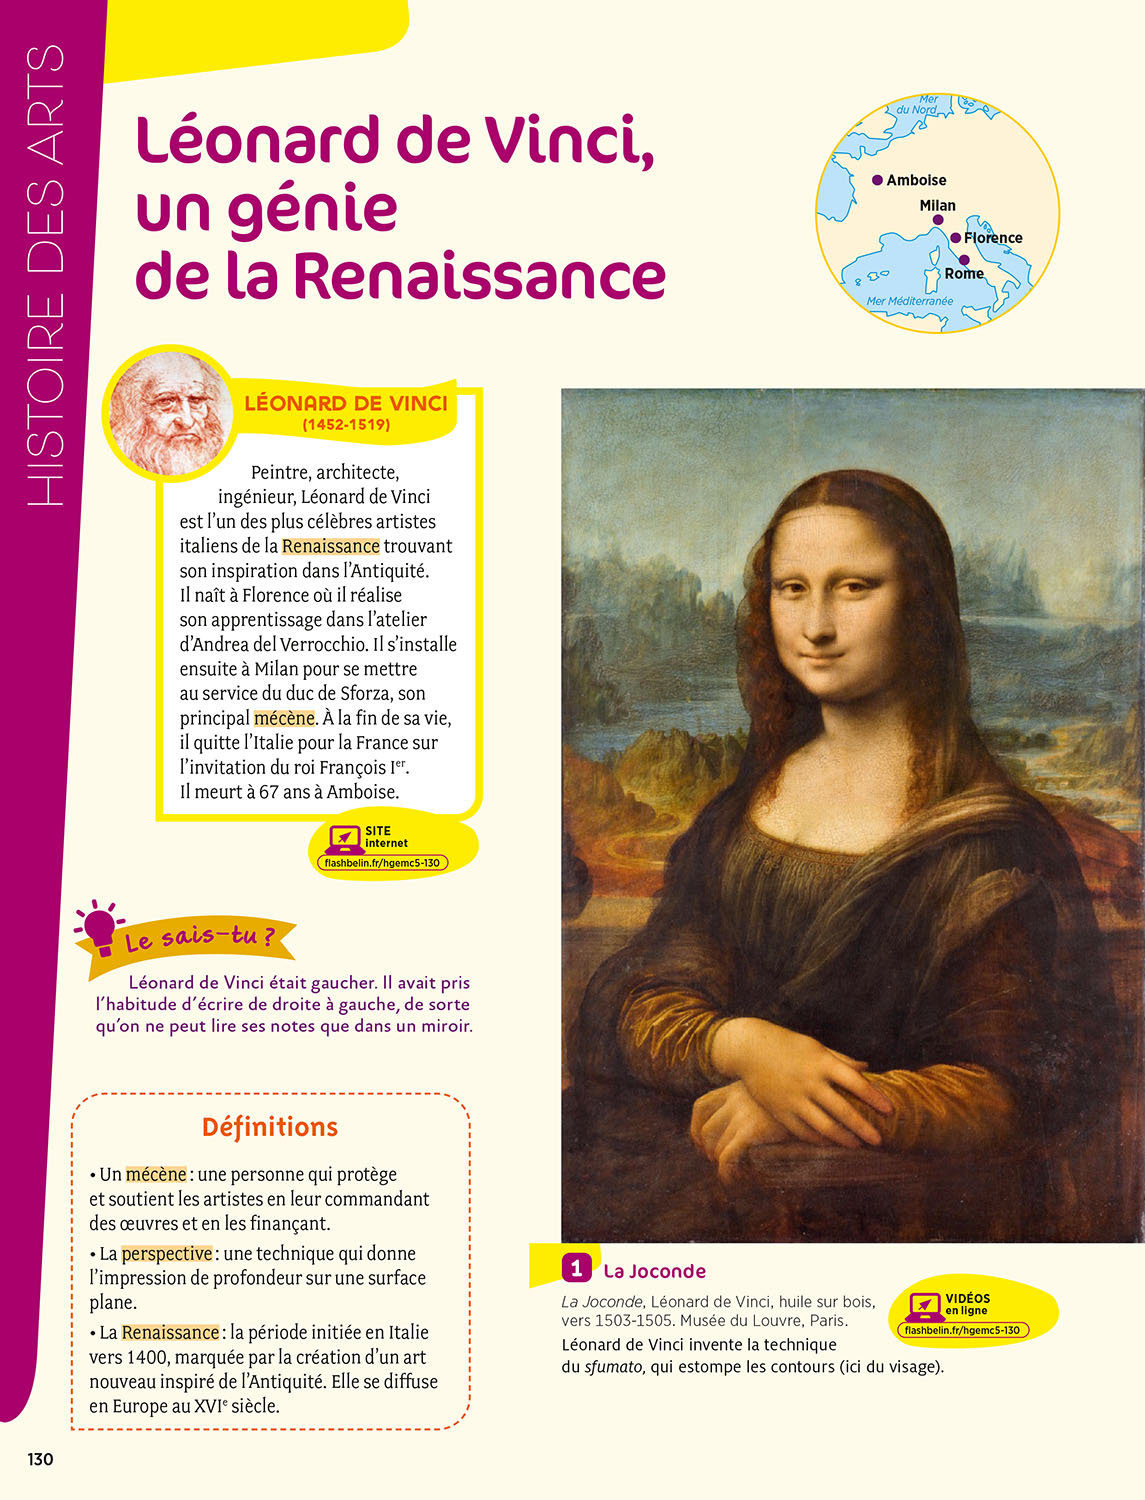 HISTOIRE DES ARTS
Léonard de Vinci,
un génie
de la Renaissance
Mer
du Nord
Amboise
Milan
Florence
Rome
Mer Méditerranée
LÉONARD DE VINCI
(1452-1519)
Peintre, architecte,
ingénieur, Léonard de Vinci
est l’un des plus célèbres artistes
italiens de la Renaissance trouvant
son inspiration dans l’Antiquité.
Il naît à Florence où il réalise
son apprentissage dans l’atelier
d’Andrea del Verrocchio. Il s’installe
ensuite à Milan pour se mettre
au service du duc de Sforza, son
principal mécène. À la fin de sa vie,
il quitte l’Italie pour la France sur
l’invitation du roi François Ier.
Il meurt à 67 ans à Amboise.
SITE
internet
flashbelin.fr/hgemc5-130
Le sais-tu ?
Léonard de Vinci était gaucher. Il avait pris
l’habitude d’écrire de droite à gauche, de sorte
qu’on ne peut lire ses notes que dans un miroir.
Définitions
• Un mécène : une personne qui protège
et soutient les artistes en leur commandant
des œuvres et en les finançant.
• La perspective : une technique qui donne
l’impression de profondeur sur une surface
plane.
• La Renaissance : la période initiée en Italie
vers 1400, marquée par la création d’un art
nouveau inspiré de l’Antiquité. Elle se diffuse
en Europe au XVIe siècle.
1 La Joconde
La Joconde, Léonard de Vinci, huile sur bois,
vers 1503-1505. Musée du Louvre, Paris.
Léonard de Vinci invente la technique
du sfumato, qui estompe les contours (ici du visage).
VIDÉOS
en ligne
flashbelin.fr/hgemc5-130
130